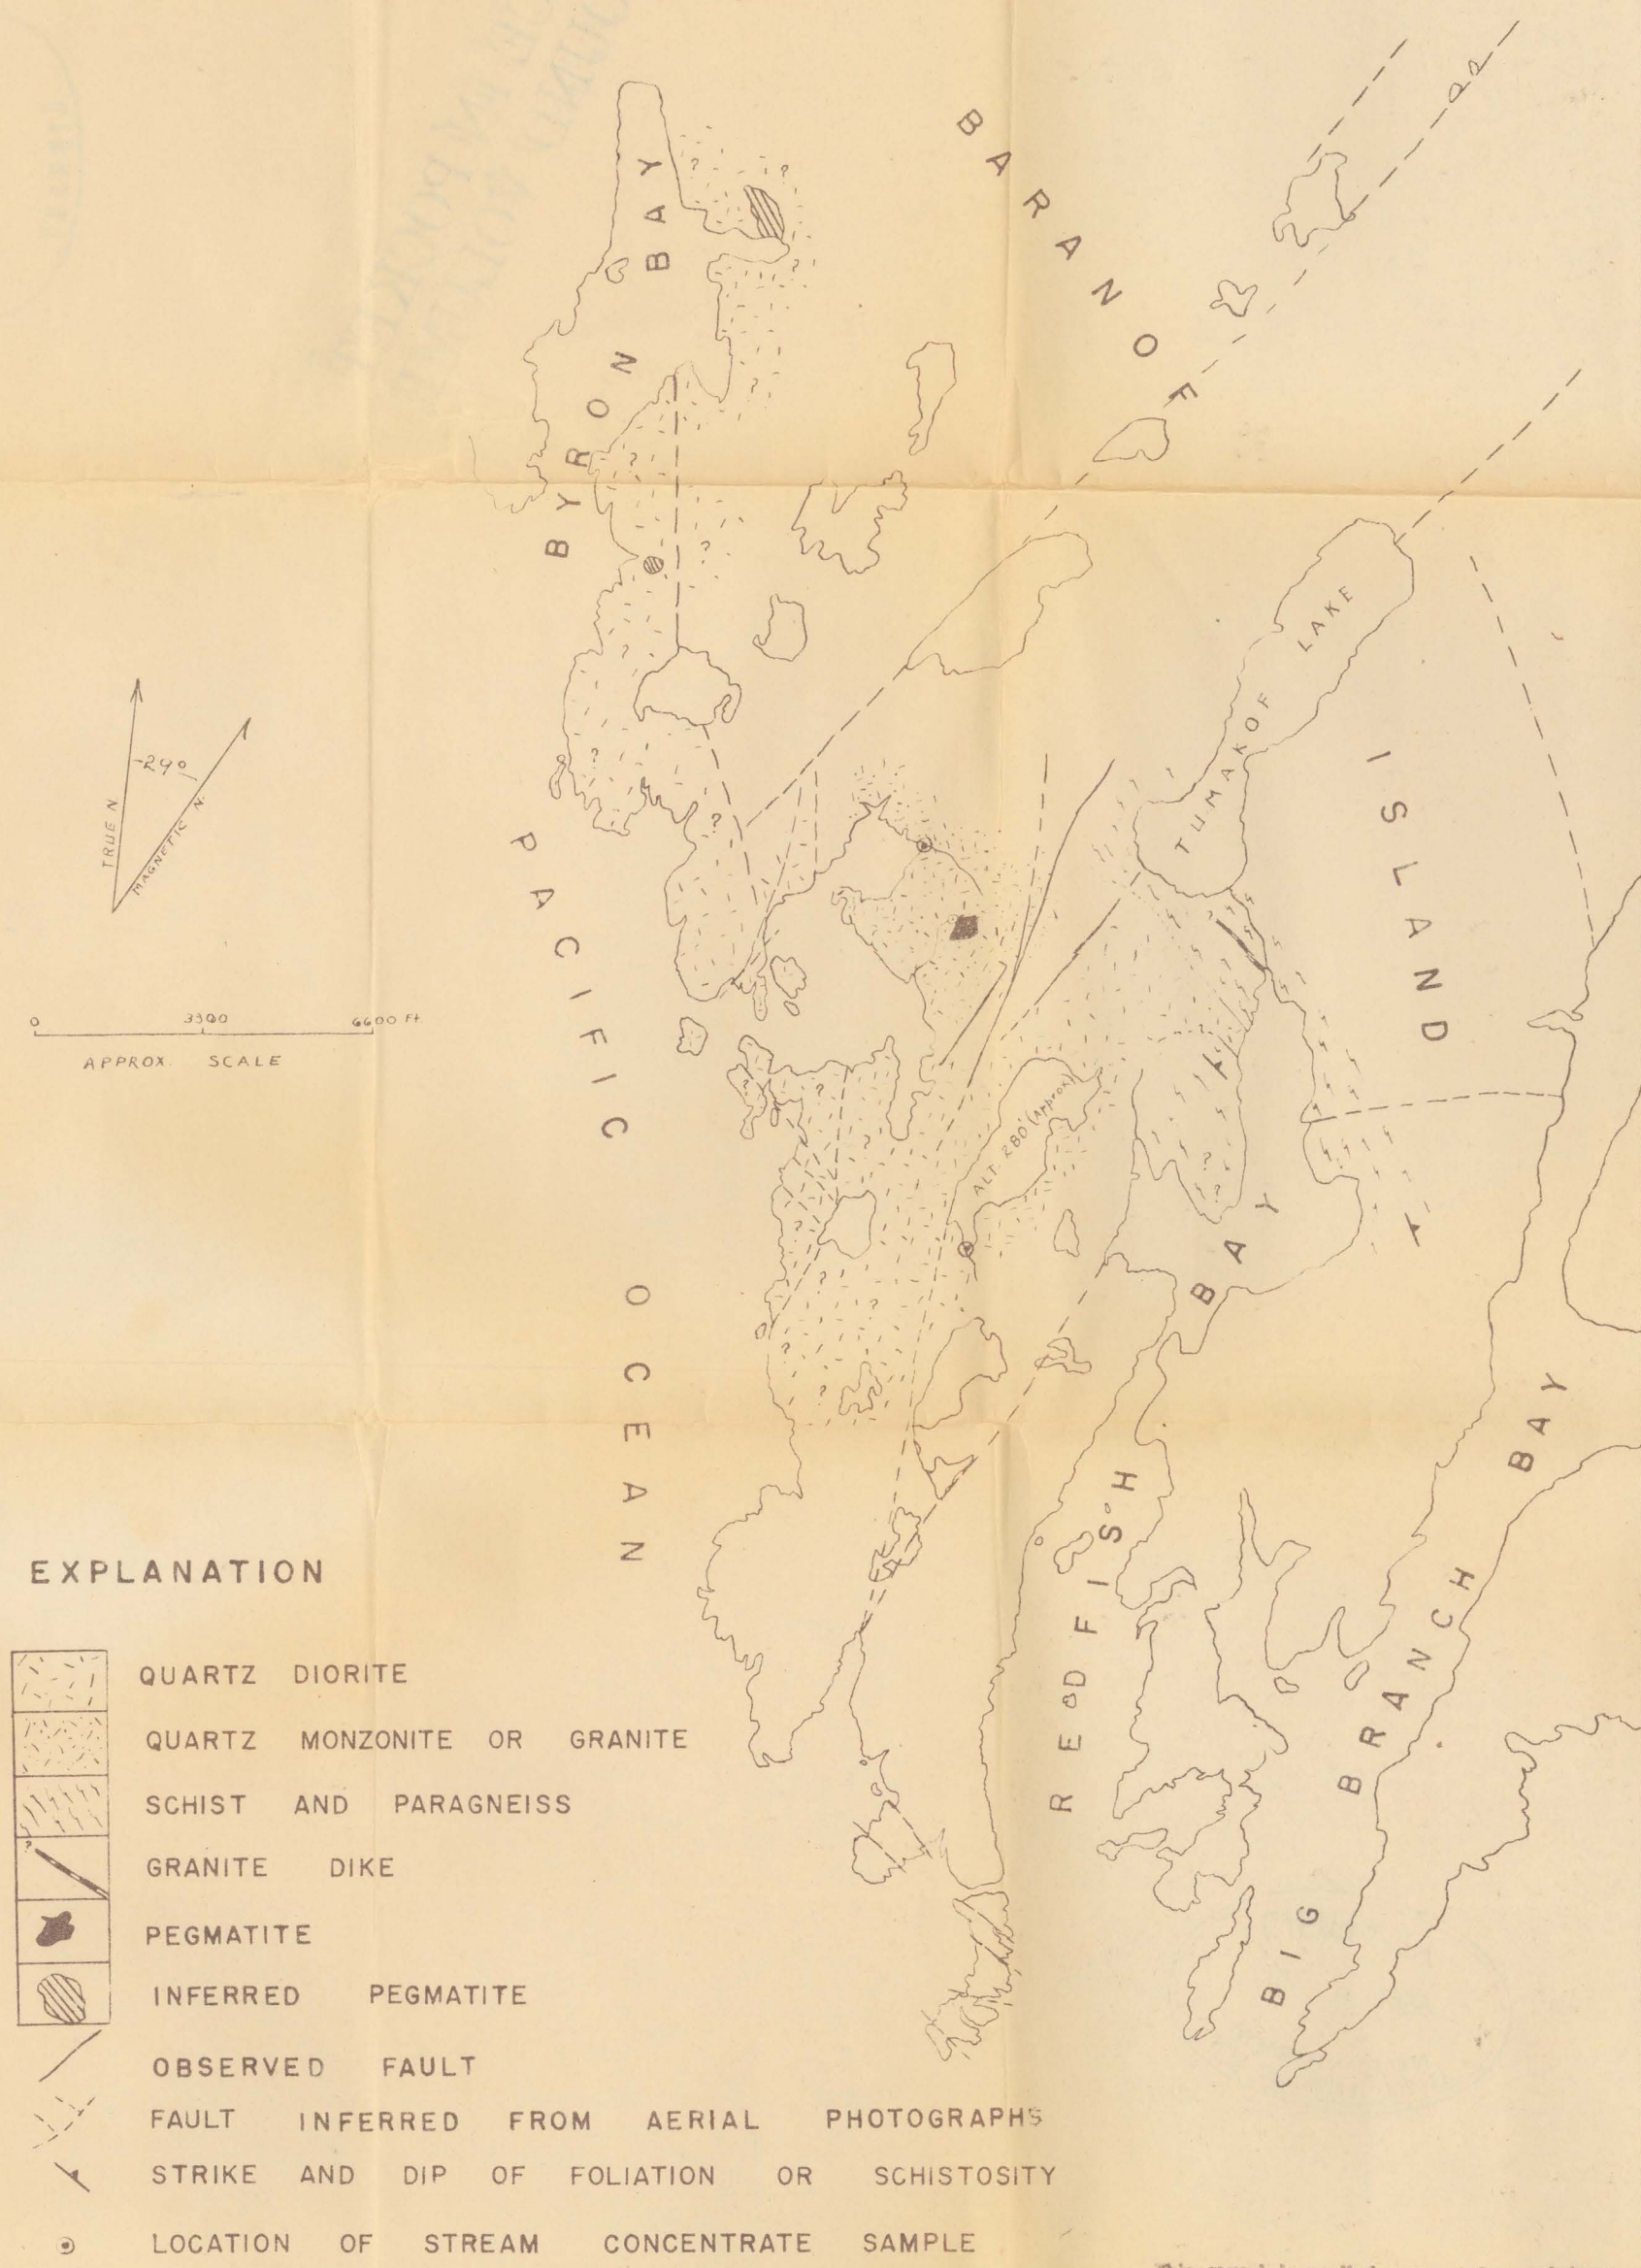 BARANOF
ISLAND
BYRON BAY
TUMAKOF LAKE
PACIFIC
OCEAN
TRUE N
29°
MAGNETIC N.
0 3300 6600 Ft.
APPROX. SCALE
ALT. 280' (Approx)
REDFISH BAY
BIG BRANCH BAY
EXPLANATION
QUARTZ DIORITE
QUARTZ MONZONITE OR GRANITE
SCHIST AND PARAGNEISS
GRANITE DIKE
PEGMATITE
INFERRED PEGMATITE
OBSERVED FAULT
FAULT INFERRED FROM AERIAL PHOTOGRAPHS
STRIKE AND DIP OF FOLIATION OR SCHISTOSITY
LOCATION OF STREAM CONCENTRATE SAMPLE